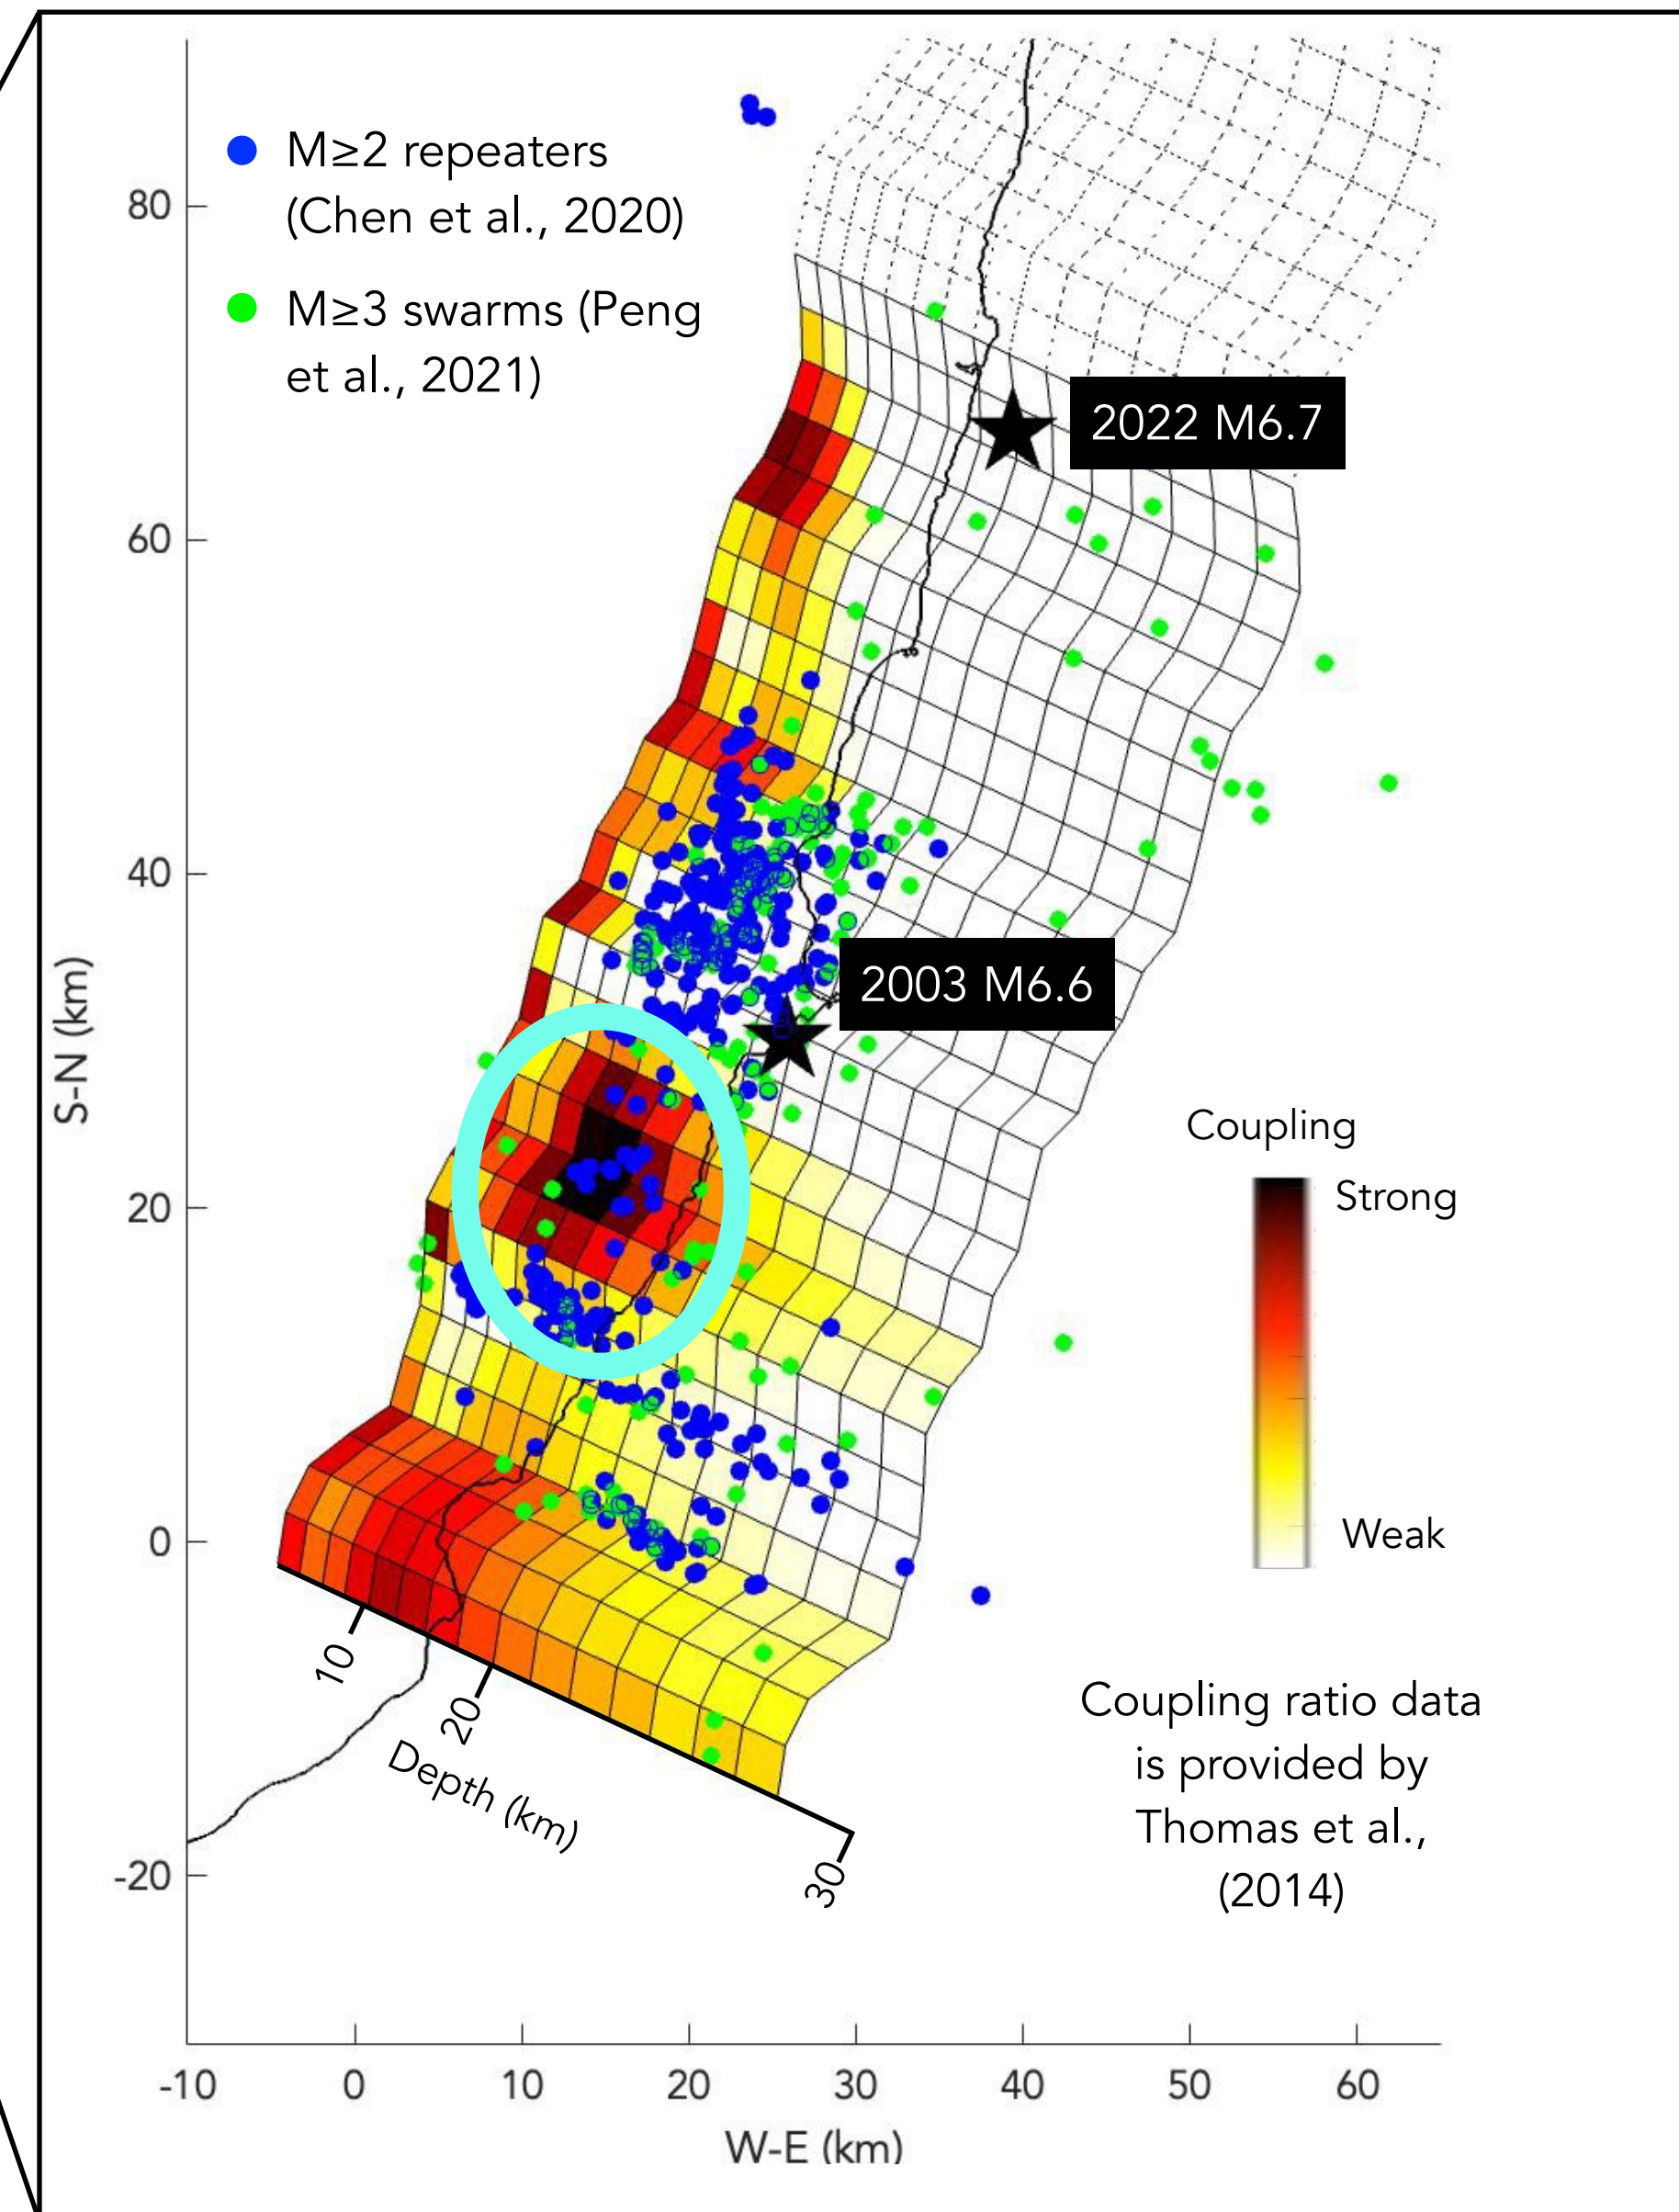 M≥2 repeaters
(Chen et al., 2020)
M≥3 swarms (Peng
et al., 2021)
80
60
40
20
0
-20
S-N (km)
2022 M6.7
2003 M6.6
Coupling
Strong
Weak
10
20
30
Depth (km)
Coupling ratio data
is provided by
Thomas et al.,
(2014)
-10 0 10 20 30 40 50 60
W-E (km)